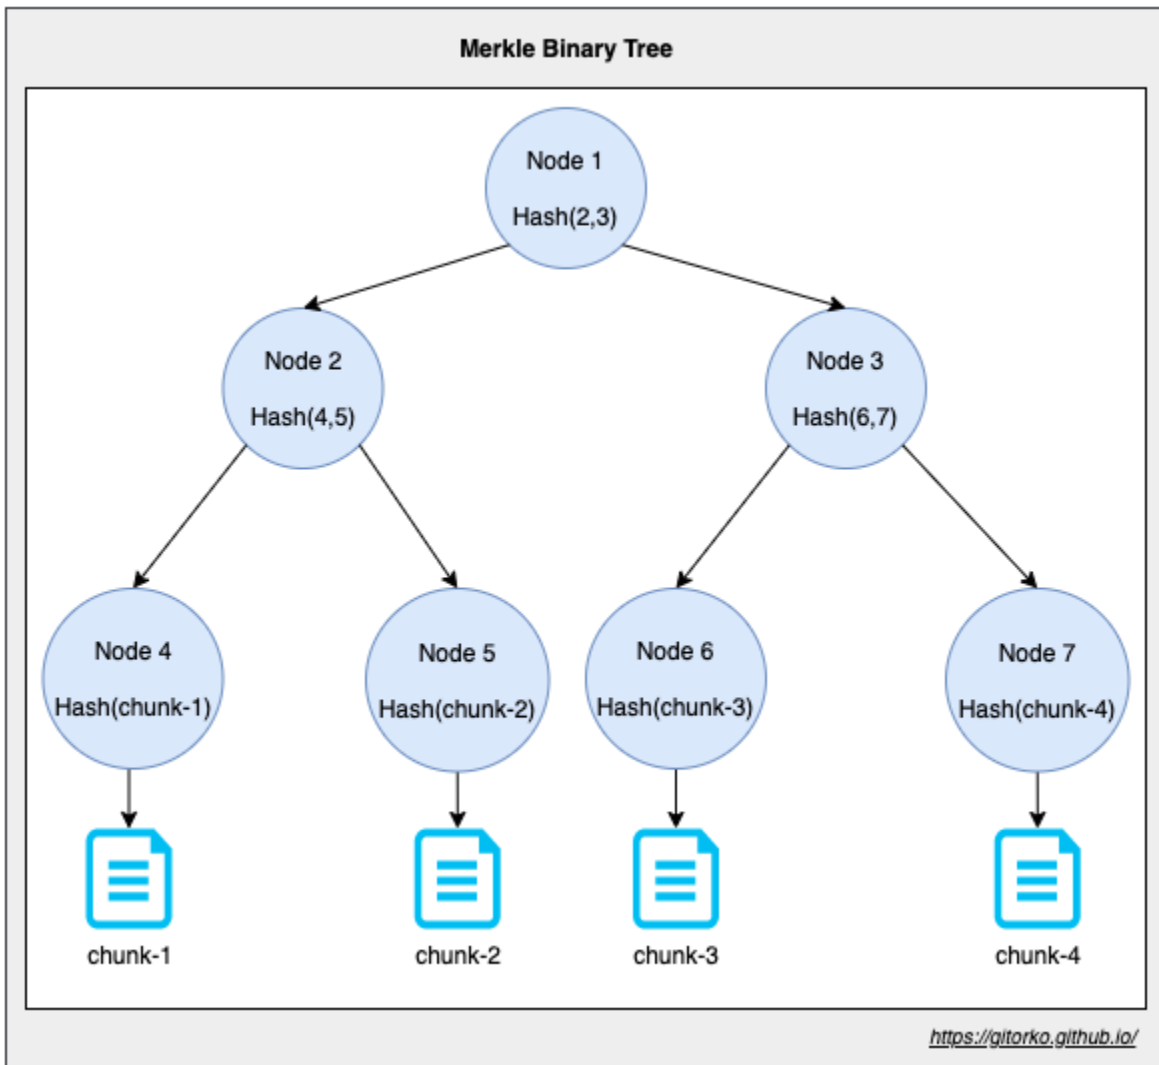 Merkle Binary Tree
Node 1
Hash(2,3)
Node 2
Hash(4,5)
Node 3
Hash(6,7)
Node 4
Hash(chunk-1)
Node 5
Hash(chunk-2)
Node 6
Hash(chunk-3)
Node 7
Hash(chunk-4)
chunk-1
chunk-2
chunk-3
chunk-4
https://gitorko.github.io/